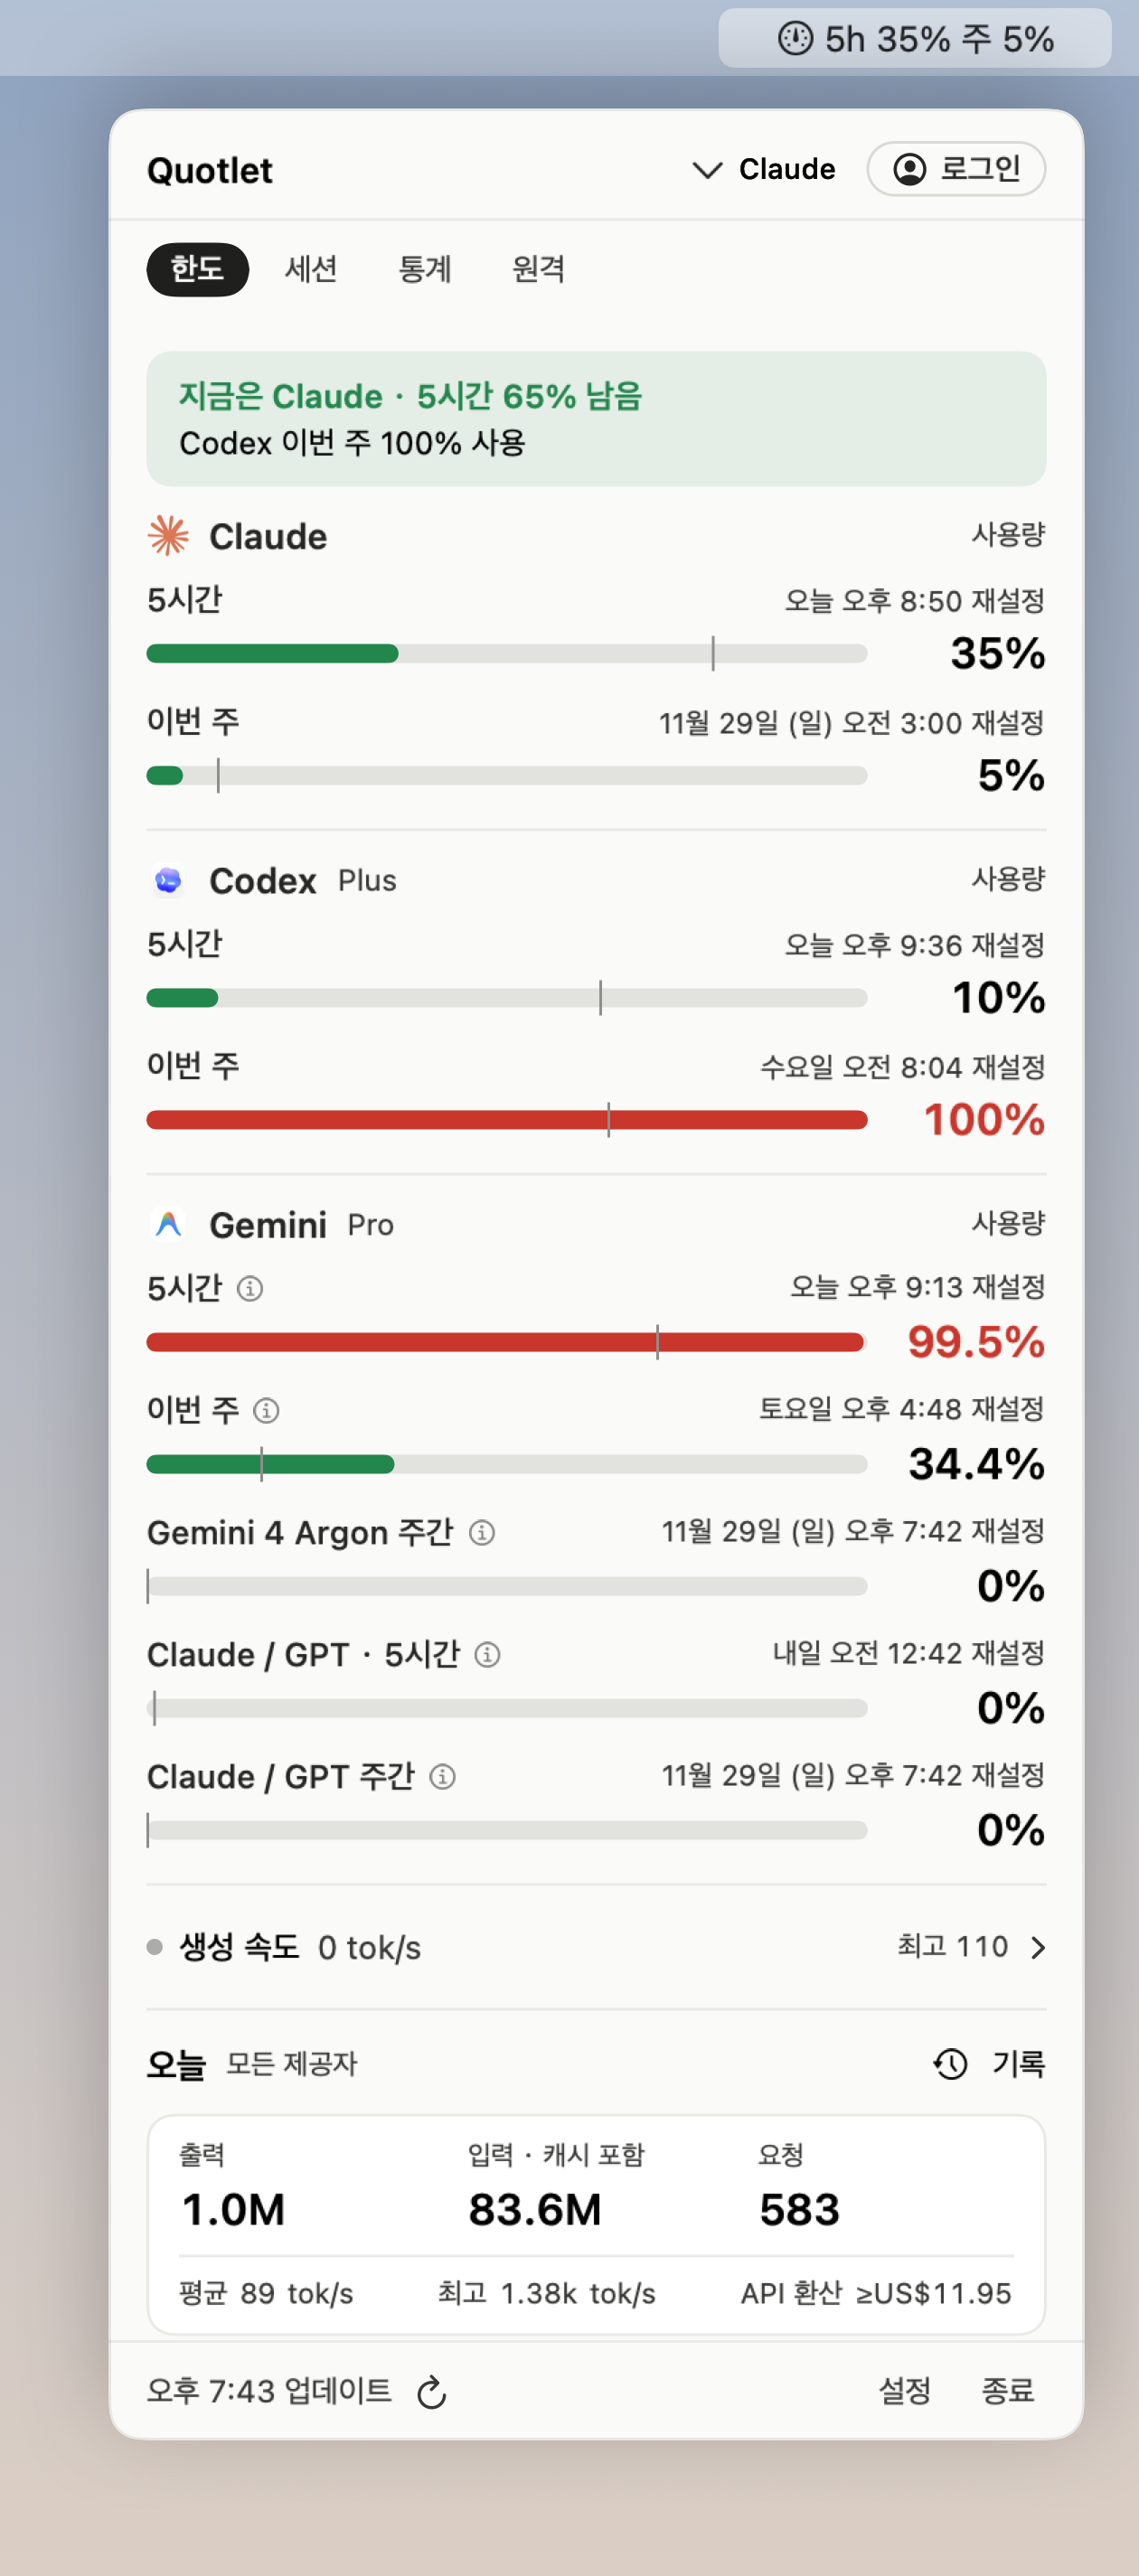 5h 35% 주 5%
Quotlet
Claude
로그인
한도 세션 통계 원격
지금은 Claude · 5시간 65% 남음
Codex 이번 주 100% 사용
Claude 사용량
5시간 오늘 오후 8:50 재설정
35%
이번 주 11월 29일 (일) 오전 3:00 재설정
5%
Codex Plus 사용량
5시간 오늘 오후 9:36 재설정
10%
이번 주 수요일 오전 8:04 재설정
100%
Gemini Pro 사용량
5시간 오늘 오후 9:13 재설정
99.5%
이번 주 토요일 오후 4:48 재설정
34.4%
Gemini 4 Argon 주간 11월 29일 (일) 오후 7:42 재설정
0%
Claude / GPT · 5시간 내일 오전 12:42 재설정
0%
Claude / GPT 주간 11월 29일 (일) 오후 7:42 재설정
0%
생성 속도 0 tok/s 최고 110
오늘 모든 제공자 기록
출력 입력 · 캐시 포함 요청
1.0M 83.6M 583
평균 89 tok/s 최고 1.38k tok/s API 환산 ≥US$11.95
오후 7:43 업데이트 설정 종료